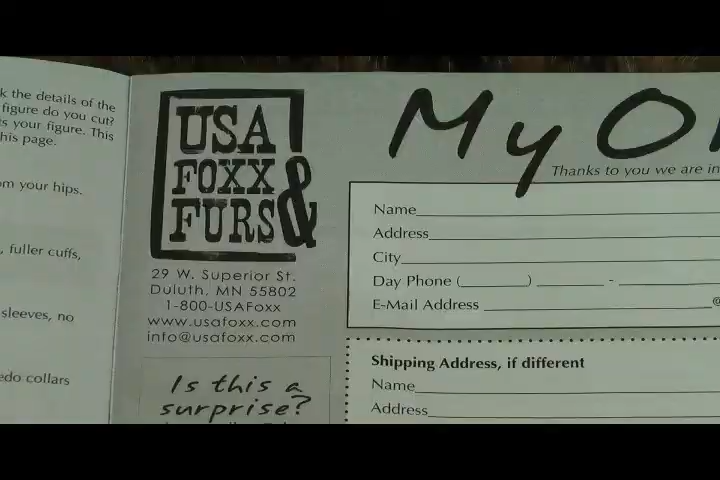 k the details of the
figure do you cut?
s your figure. This
his page.
om your hips.
, fuller cuffs,
sleeves, no
edo collars
USA
FOXX
& FURS
29 W. Superior St.
Duluth, MN 55802
1-800-USAFoxx
www.usafoxx.com
info@usafoxx.com
Is this a
surprise?
My O
Thanks to you we are in
Name
Address
City
Day Phone (        )         -
E-Mail Address @
Shipping Address, if different
Name
Address